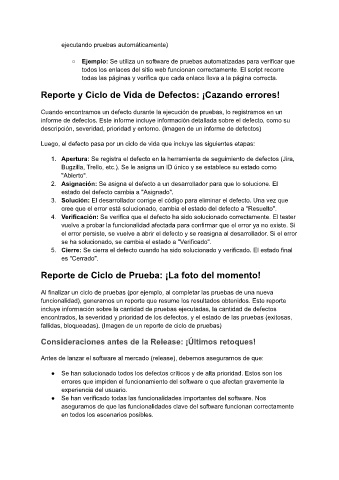 ejecutando pruebas automáticamente)
○ Ejemplo: Se utiliza un software de pruebas automatizadas para verificar que
todos los enlaces del sitio web funcionan correctamente. El script recorre
todas las páginas y verifica que cada enlace lleva a la página correcta.
Reporte y Ciclo de Vida de Defectos: ¡Cazando errores!
Cuando encontramos un defecto durante la ejecución de pruebas, lo registramos en un
informe de defectos. Este informe incluye información detallada sobre el defecto, como su
descripción, severidad, prioridad y entorno. (Imagen de un informe de defectos)
Luego, el defecto pasa por un ciclo de vida que incluye las siguientes etapas:
1. Apertura: Se registra el defecto en la herramienta de seguimiento de defectos (Jira,
Bugzilla, Trello, etc.). Se le asigna un ID único y se establece su estado como
"Abierto".
2. Asignación: Se asigna el defecto a un desarrollador para que lo solucione. El
estado del defecto cambia a "Asignado".
3. Solución: El desarrollador corrige el código para eliminar el defecto. Una vez que
cree que el error está solucionado, cambia el estado del defecto a "Resuelto".
4. Verificación: Se verifica que el defecto ha sido solucionado correctamente. El tester
vuelve a probar la funcionalidad afectada para confirmar que el error ya no existe. Si
el error persiste, se vuelve a abrir el defecto y se reasigna al desarrollador. Si el error
se ha solucionado, se cambia el estado a "Verificado".
5. Cierre: Se cierra el defecto cuando ha sido solucionado y verificado. El estado final
es "Cerrado".
Reporte de Ciclo de Prueba: ¡La foto del momento!
Al finalizar un ciclo de pruebas (por ejemplo, al completar las pruebas de una nueva
funcionalidad), generamos un reporte que resume los resultados obtenidos. Este reporte
incluye información sobre la cantidad de pruebas ejecutadas, la cantidad de defectos
encontrados, la severidad y prioridad de los defectos, y el estado de las pruebas (exitosas,
fallidas, bloqueadas). (Imagen de un reporte de ciclo de pruebas)
Consideraciones antes de la Release: ¡Últimos retoques!
Antes de lanzar el software al mercado (release), debemos asegurarnos de que:
● Se han solucionado todos los defectos críticos y de alta prioridad. Estos son los
errores que impiden el funcionamiento del software o que afectan gravemente la
experiencia del usuario.
● Se han verificado todas las funcionalidades importantes del software. Nos
aseguramos de que las funcionalidades clave del software funcionan correctamente
en todos los escenarios posibles.